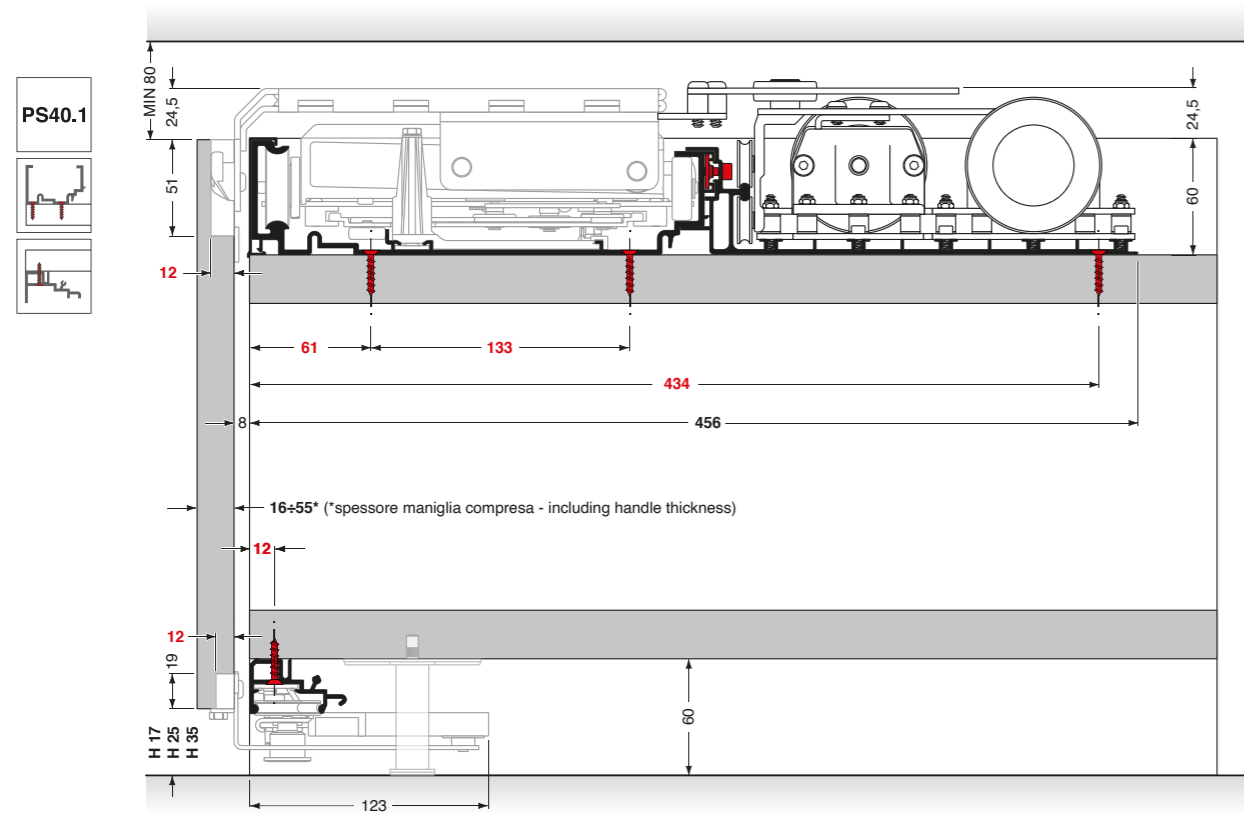 MIN 80
24,5
24,5
PS40.1
51
60
12
61
133
434
8
456
16÷55* (*spessore maniglia compresa - including handle thickness)
12
12
19
60
H 17
H 25
H 35
123